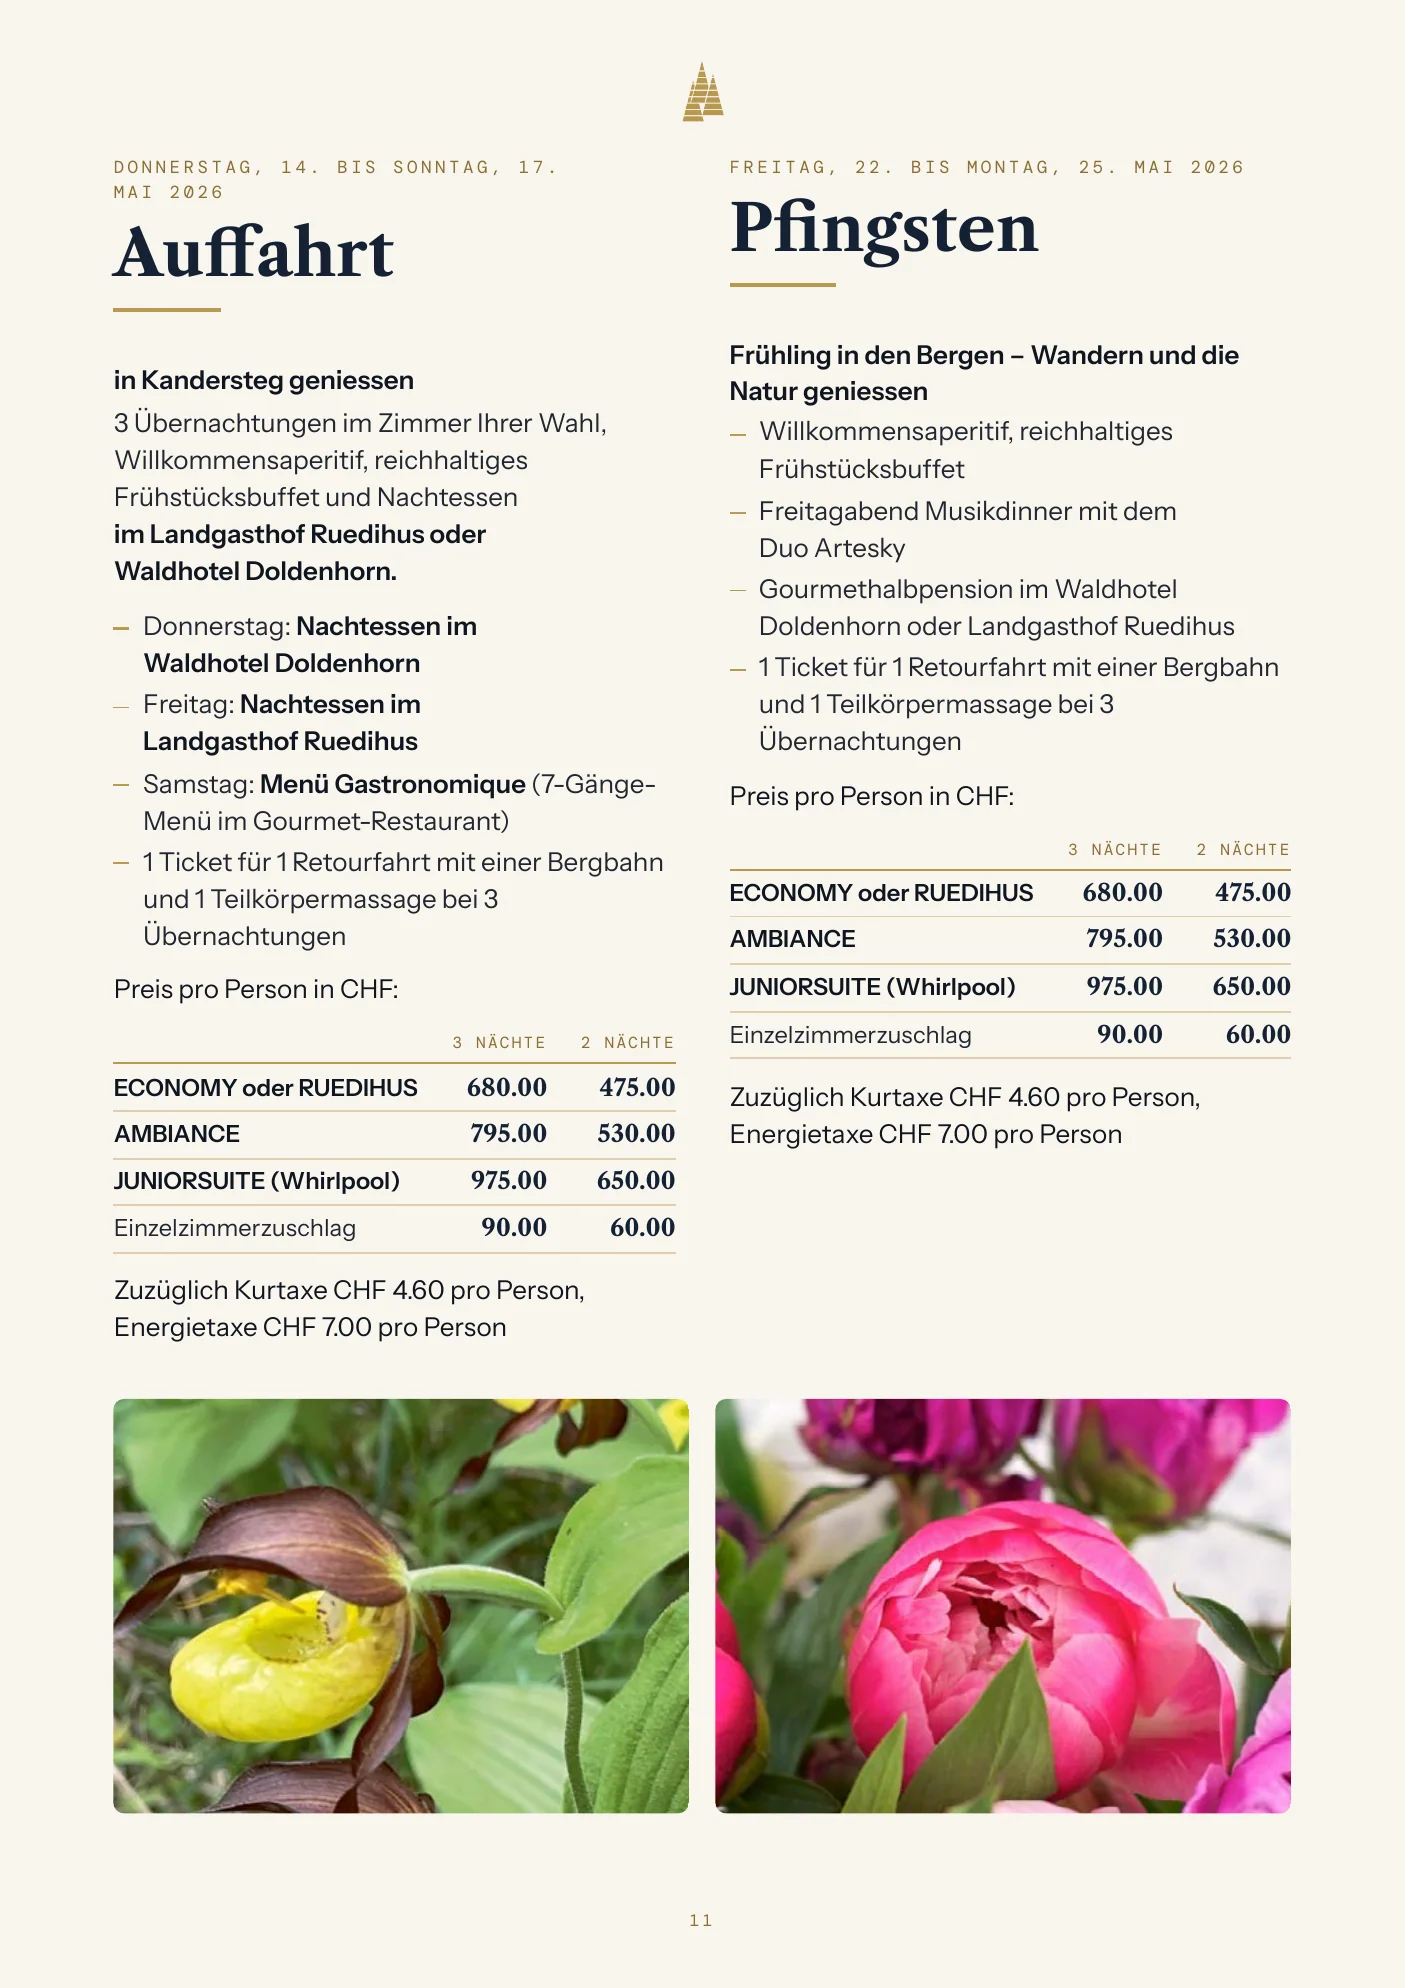 DONNERSTAG, 14. BIS SONNTAG, 17.
MAI 2026
Auffahrt
in Kandersteg geniessen
3 Übernachtungen im Zimmer Ihrer Wahl,
Willkommensaperitif, reichhaltiges
Frühstücksbuffet und Nachtessen
im Landgasthof Ruedihus oder
Waldhotel Doldenhorn.
– Donnerstag: Nachtessen im
Waldhotel Doldenhorn
– Freitag: Nachtessen im
Landgasthof Ruedihus
– Samstag: Menü Gastronomique (7-Gänge-
Menü im Gourmet-Restaurant)
– 1 Ticket für 1 Retourfahrt mit einer Bergbahn
und 1 Teilkörpermassage bei 3
Übernachtungen
Preis pro Person in CHF:
3 NÄCHTE 2 NÄCHTE
ECONOMY oder RUEDIHUS 680.00 475.00
AMBIANCE 795.00 530.00
JUNIORSUITE (Whirlpool) 975.00 650.00
Einzelzimmerzuschlag 90.00 60.00
Zuzüglich Kurtaxe CHF 4.60 pro Person,
Energietaxe CHF 7.00 pro Person
FREITAG, 22. BIS MONTAG, 25. MAI 2026
Pfingsten
Frühling in den Bergen – Wandern und die
Natur geniessen
– Willkommensaperitif, reichhaltiges
Frühstücksbuffet
– Freitagabend Musikdinner mit dem
Duo Artesky
– Gourmethalbpension im Waldhotel
Doldenhorn oder Landgasthof Ruedihus
– 1 Ticket für 1 Retourfahrt mit einer Bergbahn
und 1 Teilkörpermassage bei 3
Übernachtungen
Preis pro Person in CHF:
3 NÄCHTE 2 NÄCHTE
ECONOMY oder RUEDIHUS 680.00 475.00
AMBIANCE 795.00 530.00
JUNIORSUITE (Whirlpool) 975.00 650.00
Einzelzimmerzuschlag 90.00 60.00
Zuzüglich Kurtaxe CHF 4.60 pro Person,
Energietaxe CHF 7.00 pro Person
11